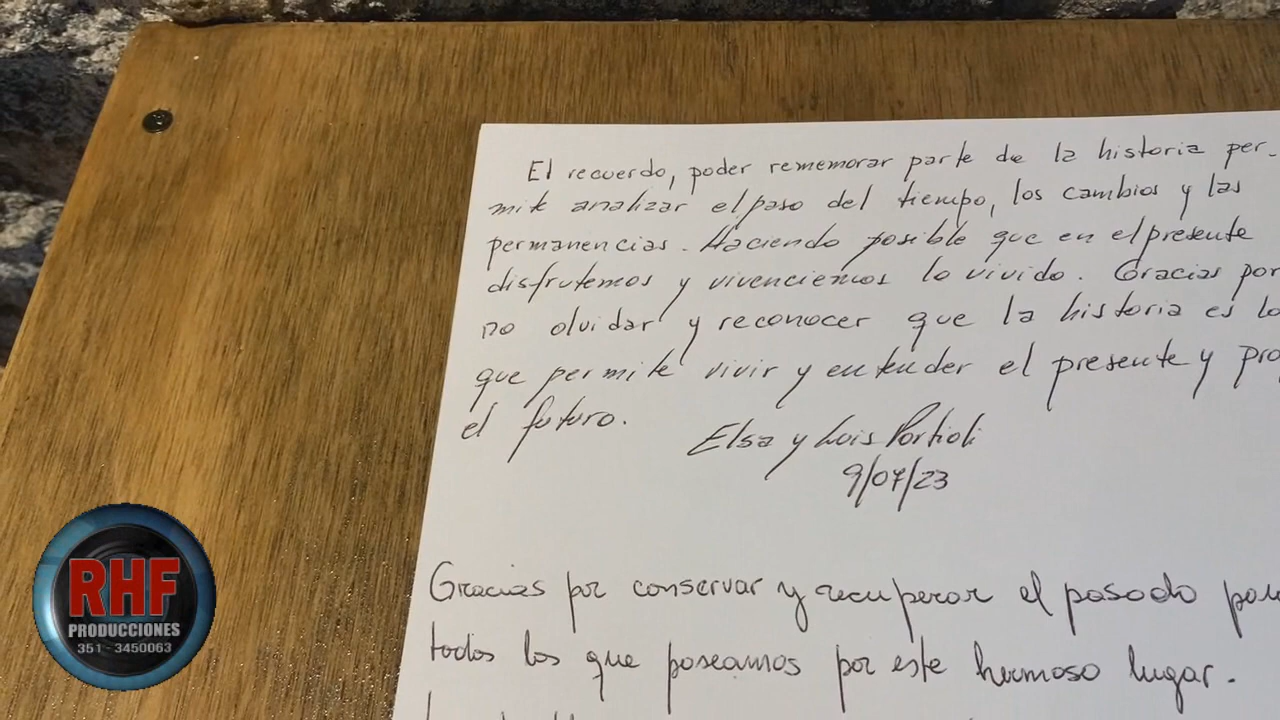 El recuerdo, poder rememorar parte de la historia per-
mite analizar el paso del tiempo, los cambios y las
permanencias. Haciendo posible que en el presente
disfrutemos y vivenciemos lo vivido. Gracias por
no olvidar y reconocer que la historia es lo
que permite vivir y entender el presente y pro
el futuro.
Elsa y Luis Portioli
9/07/23
Gracias por conservar y recuperar el pasado para
todos los que poseamos por este hermoso lugar.
RHF
PRODUCCIONES
351 - 3450063